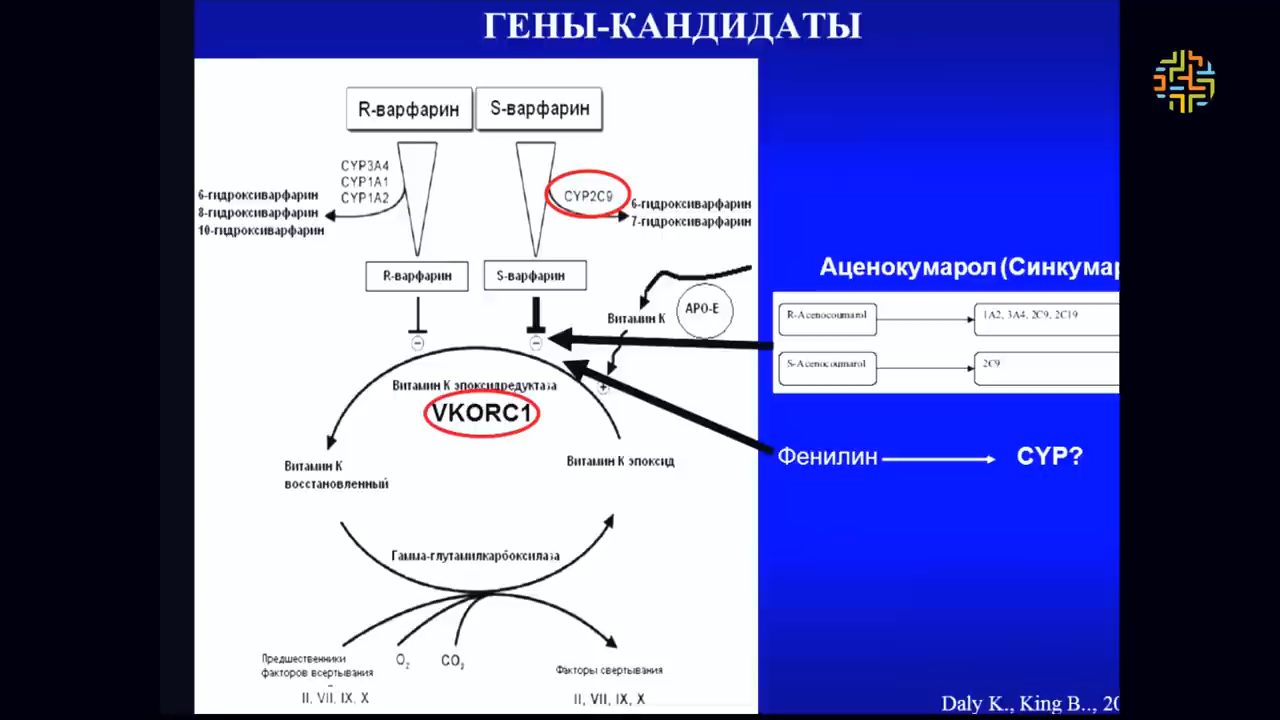 ГЕНЫ-КАНДИДАТЫ
R-варфарин
S-варфарин
CYP3A4
CYP1A1
CYP1A2
6-гидроксиварфарин
8-гидроксиварфарин
10-гидроксиварфарин
CYP2C9
6-гидроксиварфарин
7-гидроксиварфарин
R-варфарин
S-варфарин
Витамин К
APO-E
Аценокумарол (Синкумар
R-Acenocoumarol
1A2, 3A4, 2C9, 2C19
S-Acenocoumarol
2C9
Витамин К эпоксидредуктаза
VKORC1
Фенилин
CYP?
Витамин К
восстановленный
Витамин К эпоксид
Гамма-глутамилкарбоксилаза
Предшественники
факторов всертывания
II, VII, IX, X
O2
CO2
Факторы свертывания
II, VII, IX, X
Daly K., King B.., 20